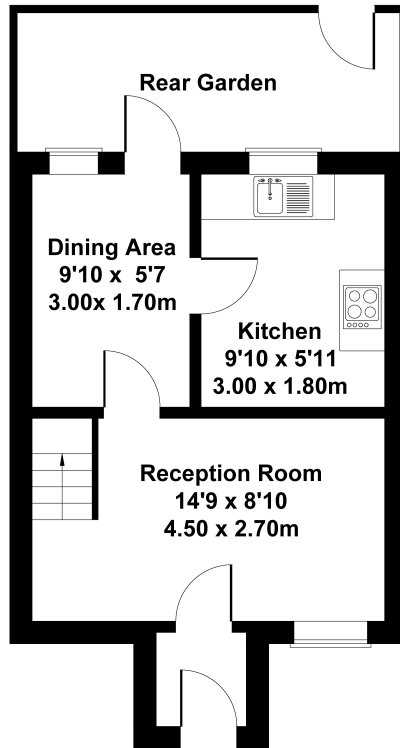 Rear Garden
Dining Area
9'10 x 5'7
3.00x 1.70m
Kitchen
9'10 x 5'11
3.00 x 1.80m
Reception Room
14'9 x 8'10
4.50 x 2.70m